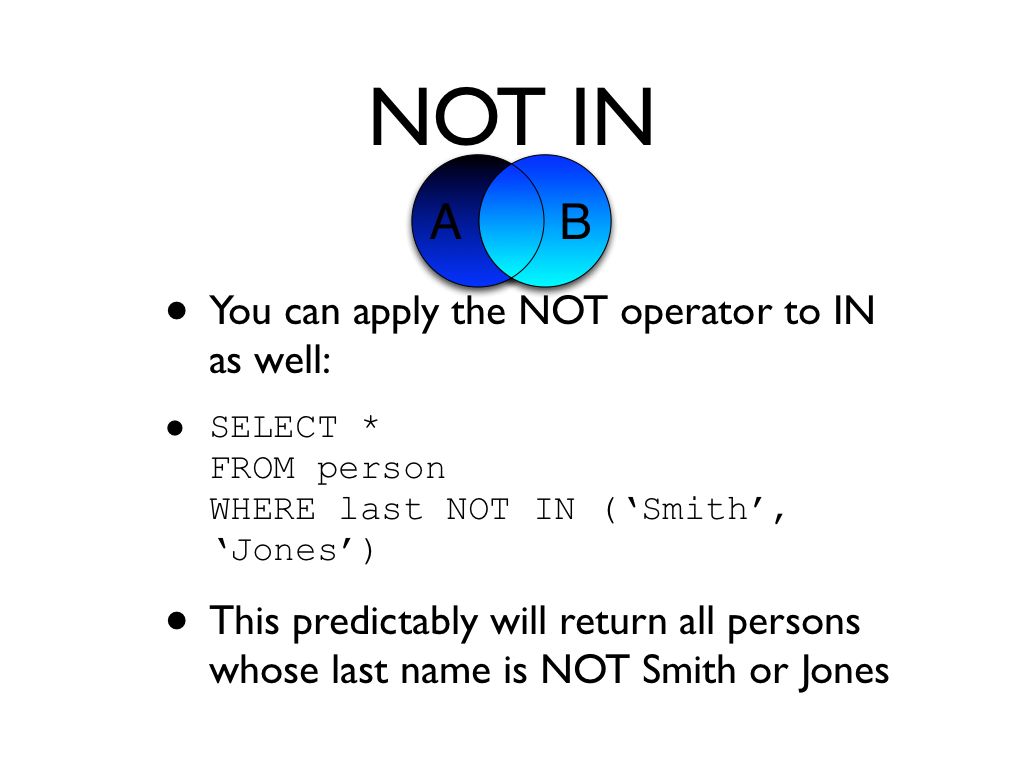 NOT IN
A B
• You can apply the NOT operator to IN
as well:
• SELECT *
FROM person
WHERE last NOT IN (‘Smith’,
‘Jones’)
• This predictably will return all persons
whose last name is NOT Smith or Jones